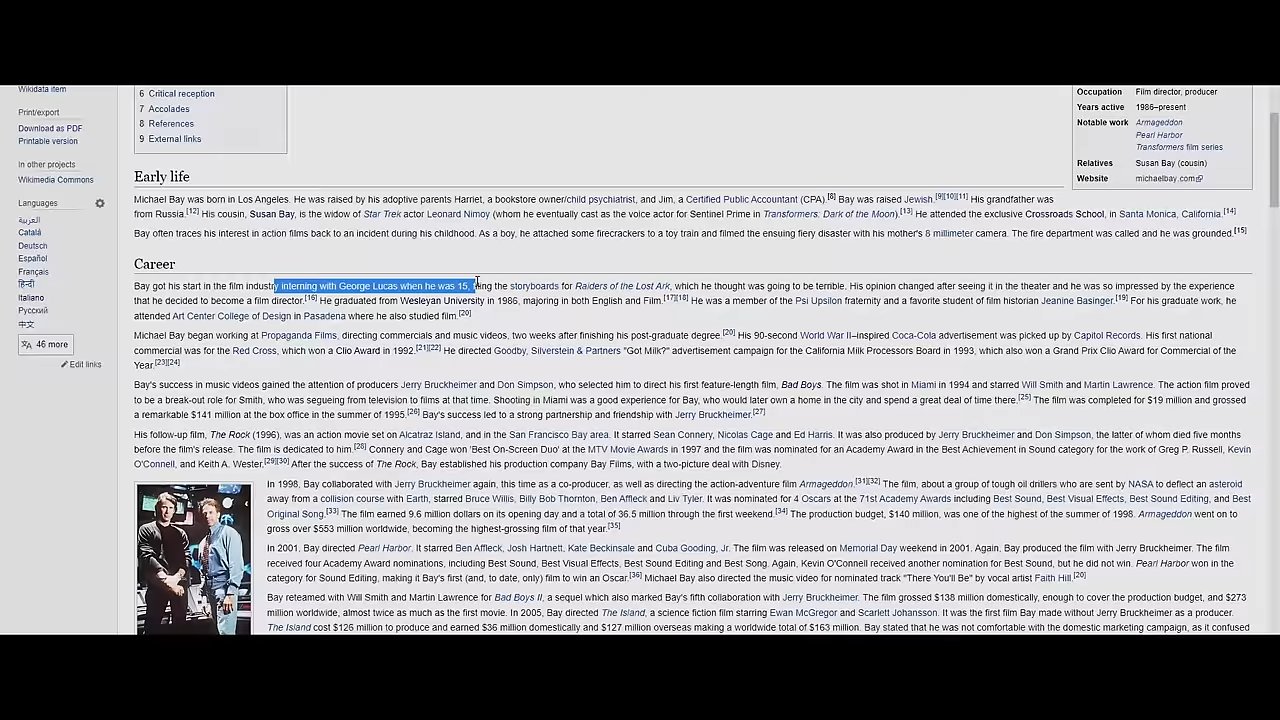 Wikidata item
Print/export
Download as PDF
Printable version
In other projects
Wikimedia Commons
Languages
العربية
Català
Deutsch
Español
Français
हिन्दी
Italiano
Русский
中文
46 more
Edit links
6 Critical reception
7 Accolades
8 References
9 External links
Occupation Film director, producer
Years active 1986–present
Notable work Armageddon
Pearl Harbor
Transformers film series
Relatives Susan Bay (cousin)
Website michaelbay.com
Early life
Michael Bay was born in Los Angeles. He was raised by his adoptive parents Harriet, a bookstore owner/child psychiatrist, and Jim, a Certified Public Accountant (CPA).[8] Bay was raised Jewish.[9][10][11] His grandfather was
from Russia.[12] His cousin, Susan Bay, is the widow of Star Trek actor Leonard Nimoy (whom he eventually cast as the voice actor for Sentinel Prime in Transformers: Dark of the Moon).[13] He attended the exclusive Crossroads School, in Santa Monica, California.[14]
Bay often traces his interest in action films back to an incident during his childhood. As a boy, he attached some firecrackers to a toy train and filmed the ensuing fiery disaster with his mother's 8 millimeter camera. The fire department was called and he was grounded.[15]
Career
Bay got his start in the film industry interning with George Lucas when he was 15, filing the storyboards for Raiders of the Lost Ark, which he thought was going to be terrible. His opinion changed after seeing it in the theater and he was so impressed by the experience
that he decided to become a film director.[16] He graduated from Wesleyan University in 1986, majoring in both English and Film.[17][18] He was a member of the Psi Upsilon fraternity and a favorite student of film historian Jeanine Basinger.[19] For his graduate work, he
attended Art Center College of Design in Pasadena where he also studied film.[20]
Michael Bay began working at Propaganda Films, directing commercials and music videos, two weeks after finishing his post-graduate degree.[20] His 90-second World War II–inspired Coca-Cola advertisement was picked up by Capitol Records. His first national
commercial was for the Red Cross, which won a Clio Award in 1992.[21][22] He directed Goodby, Silverstein & Partners "Got Milk?" advertisement campaign for the California Milk Processors Board in 1993, which also won a Grand Prix Clio Award for Commercial of the
Year.[23][24]
Bay's success in music videos gained the attention of producers Jerry Bruckheimer and Don Simpson, who selected him to direct his first feature-length film, Bad Boys. The film was shot in Miami in 1994 and starred Will Smith and Martin Lawrence. The action film proved
to be a break-out role for Smith, who was segueing from television to films at that time. Shooting in Miami was a good experience for Bay, who would later own a home in the city and spend a great deal of time there.[25] The film was completed for $19 million and grossed
a remarkable $141 million at the box office in the summer of 1995.[26] Bay's success led to a strong partnership and friendship with Jerry Bruckheimer.[27]
His follow-up film, The Rock (1996), was an action movie set on Alcatraz Island, and in the San Francisco Bay area. It starred Sean Connery, Nicolas Cage and Ed Harris. It was also produced by Jerry Bruckheimer and Don Simpson, the latter of whom died five months
before the film's release. The film is dedicated to him.[28] Connery and Cage won 'Best On-Screen Duo' at the MTV Movie Awards in 1997 and the film was nominated for an Academy Award in the Best Achievement in Sound category for the work of Greg P. Russell, Kevin
O'Connell, and Keith A. Wester.[29][30] After the success of The Rock, Bay established his production company Bay Films, with a two-picture deal with Disney.
In 1998, Bay collaborated with Jerry Bruckheimer again, this time as a co-producer, as well as directing the action-adventure film Armageddon.[31][32] The film, about a group of tough oil drillers who are sent by NASA to deflect an asteroid
away from a collision course with Earth, starred Bruce Willis, Billy Bob Thornton, Ben Affleck and Liv Tyler. It was nominated for 4 Oscars at the 71st Academy Awards including Best Sound, Best Visual Effects, Best Sound Editing, and Best
Original Song.[33] The film earned 9.6 million dollars on its opening day and a total of 36.5 million through the first weekend.[34] The production budget, $140 million, was one of the highest of the summer of 1998. Armageddon went on to
gross over $553 million worldwide, becoming the highest-grossing film of that year.[35]
In 2001, Bay directed Pearl Harbor. It starred Ben Affleck, Josh Hartnett, Kate Beckinsale and Cuba Gooding, Jr. The film was released on Memorial Day weekend in 2001. Again, Bay produced the film with Jerry Bruckheimer. The film
received four Academy Award nominations, including Best Sound, Best Visual Effects, Best Sound Editing and Best Song. Again, Kevin O'Connell received another nomination for Best Sound, but he did not win. Pearl Harbor won in the
category for Sound Editing, making it Bay's first (and, to date, only) film to win an Oscar.[36] Michael Bay also directed the music video for nominated track "There You'll Be" by vocal artist Faith Hill.[20]
Bay reteamed with Will Smith and Martin Lawrence for Bad Boys II, a sequel which also marked Bay's fifth collaboration with Jerry Bruckheimer. The film grossed $138 million domestically, enough to cover the production budget, and $273
million worldwide, almost twice as much as the first movie. In 2005, Bay directed The Island, a science fiction film starring Ewan McGregor and Scarlett Johansson. It was the first film Bay made without Jerry Bruckheimer as a producer.
The Island cost $126 million to produce and earned $36 million domestically and $127 million overseas making a worldwide total of $163 million. Bay stated that he was not comfortable with the domestic marketing campaign, as it confused